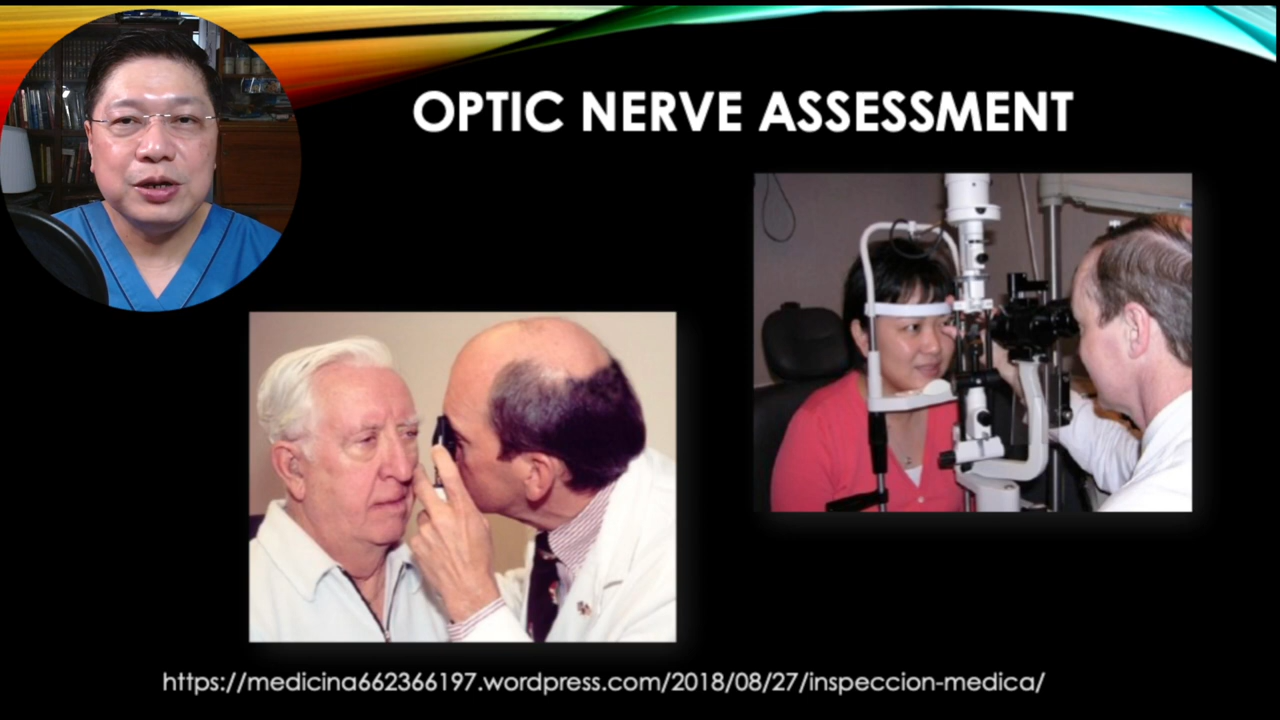 OPTIC NERVE ASSESSMENT
https://medicina662366197.wordpress.com/2018/08/27/inspeccion-medica/